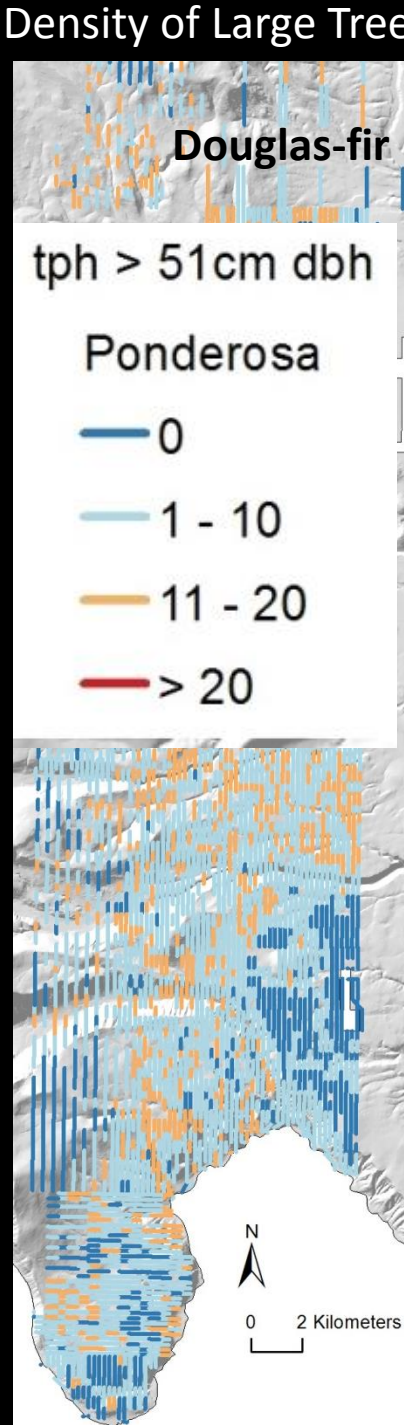 Density of Large Tree
Douglas-fir
tph > 51cm dbh
Ponderosa
0
1 - 10
11 - 20
> 20
N
0 2 Kilometers